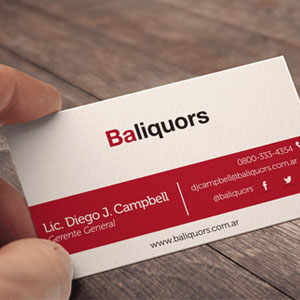 Baliquors
0800-333-4354
djcampbell@baliquors.com.ar
@baliquors
Lic. Diego J. Campbell
Gerente General
www.baliquors.com.ar